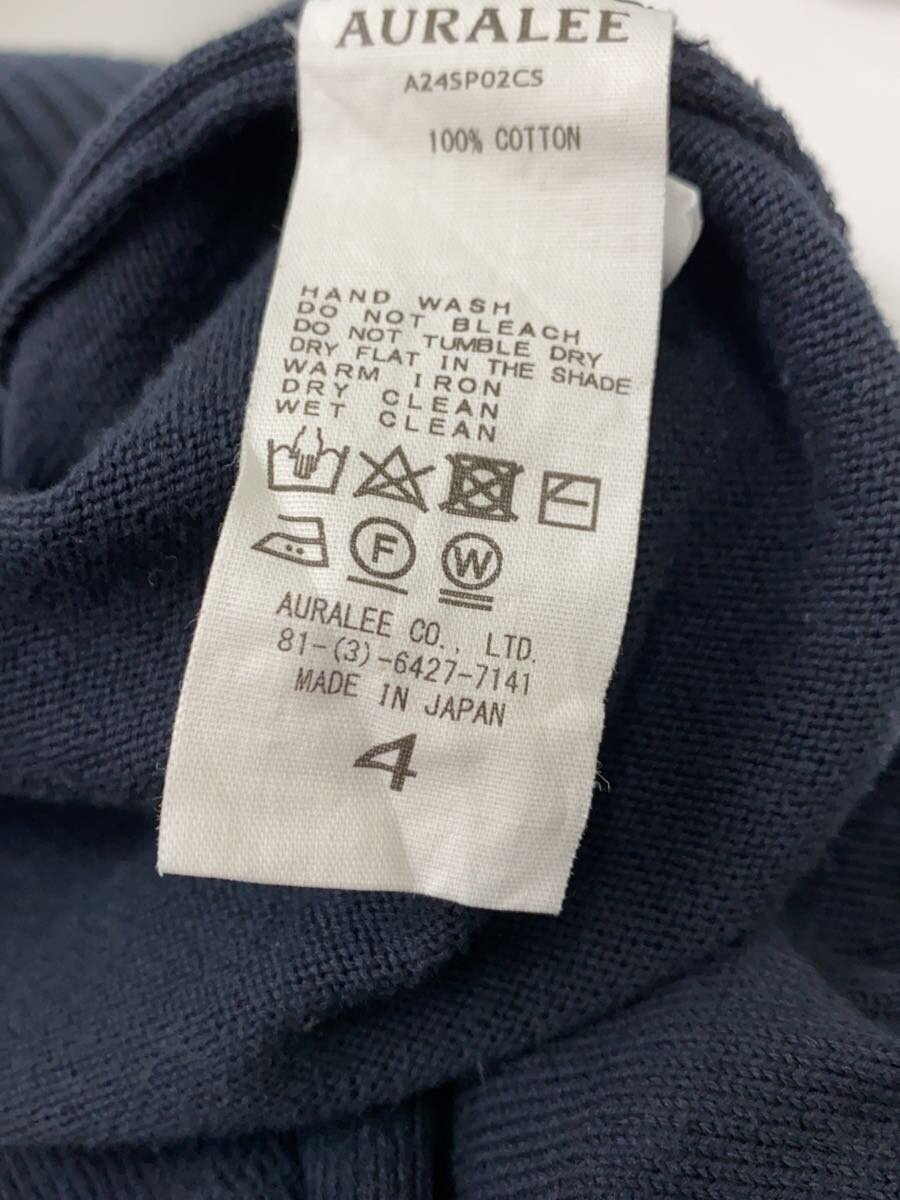 AURALEE
A24SP02CS
100% COTTON
HAND WASH
DO NOT BLEACH
DO NOT TUMBLE DRY
DRY FLAT IN THE SHADE
WARM IRON
DRY CLEAN
WET CLEAN
F W
AURALEE CO., LTD.
81-(3)-6427-7141
MADE IN JAPAN
4